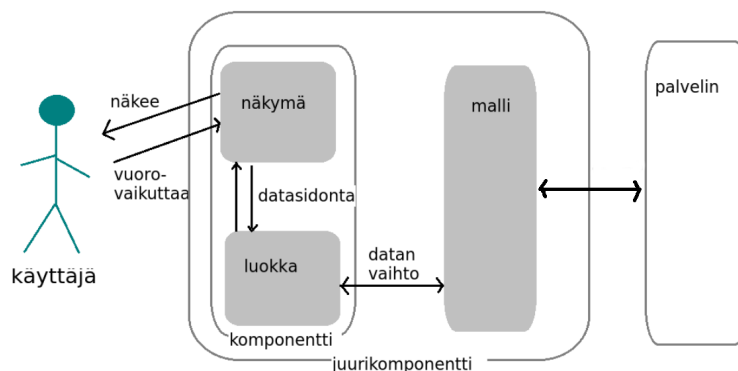 näkee
vuoro-
vaikuttaa
käyttäjä
näkymä
datasidonta
luokka
komponentti
datan
vaihto
malli
juurikomponentti
palvelin